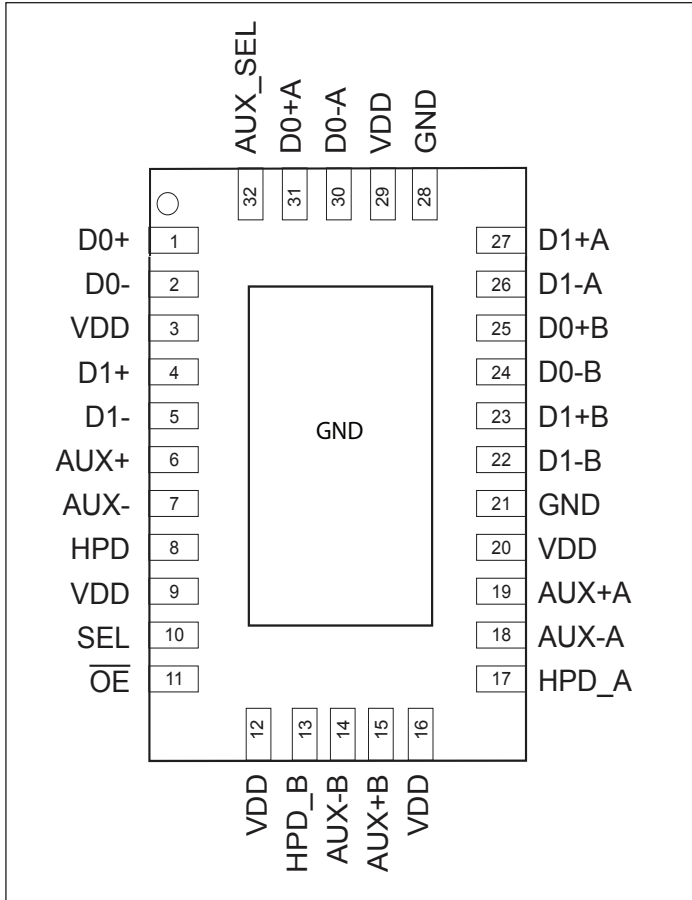 AUX_SEL D0+A D0-A VDD GND
32 31 30 29 28
D0+ 1 27 D1+A
D0- 2 26 D1-A
VDD 3 25 D0+B
D1+ 4 24 D0-B
D1- 5 23 D1+B
GND
AUX+ 6 22 D1-B
AUX- 7 21 GND
HPD 8 20 VDD
VDD 9 19 AUX+A
SEL 10 18 AUX-A
O̅E̅ 11 17 HPD_A
12 13 14 15 16
VDD HPD_B AUX-B AUX+B VDD